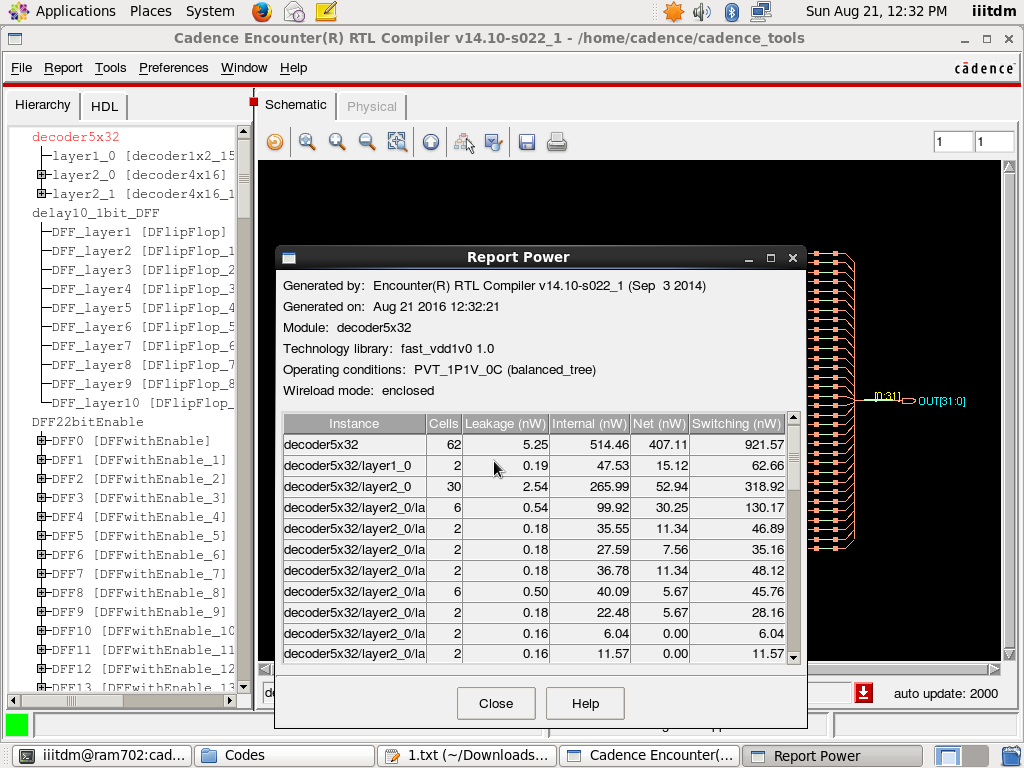 Applications Places System
Sun Aug 21, 12:32 PM iiitdm
Cadence Encounter(R) RTL Compiler v14.10-s022_1 - /home/cadence/cadence_tools
File Report Tools Preferences Window Help
cādence
Hierarchy HDL
Schematic Physical
1 1
decoder5x32
layer1_0 [decoder1x2_15
layer2_0 [decoder4x16]
layer2_1 [decoder4x16_1
delay10_1bit_DFF
DFF_layer1 [DFlipFlop]
DFF_layer2 [DFlipFlop_1
DFF_layer3 [DFlipFlop_2
DFF_layer4 [DFlipFlop_3
DFF_layer5 [DFlipFlop_4
DFF_layer6 [DFlipFlop_5
DFF_layer7 [DFlipFlop_6
DFF_layer8 [DFlipFlop_7
DFF_layer9 [DFlipFlop_8
DFF_layer10 [DFlipFlop_
DFF22bitEnable
DFF0 [DFFwithEnable]
DFF1 [DFFwithEnable_1]
DFF2 [DFFwithEnable_2]
DFF3 [DFFwithEnable_3]
DFF4 [DFFwithEnable_4]
DFF5 [DFFwithEnable_5]
DFF6 [DFFwithEnable_6]
DFF7 [DFFwithEnable_7]
DFF8 [DFFwithEnable_8]
DFF9 [DFFwithEnable_9]
DFF10 [DFFwithEnable_10
DFF11 [DFFwithEnable_11
DFF12 [DFFwithEnable_12
DFF13 [DFFwithEnable_13
Report Power
Generated by: Encounter(R) RTL Compiler v14.10-s022_1 (Sep 3 2014)
Generated on: Aug 21 2016 12:32:21
Module: decoder5x32
Technology library: fast_vdd1v0 1.0
Operating conditions: PVT_1P1V_0C (balanced_tree)
Wireload mode: enclosed
Instance Cells Leakage (nW) Internal (nW) Net (nW) Switching (nW)
decoder5x32 62 5.25 514.46 407.11 921.57
decoder5x32/layer1_0 2 0.19 47.53 15.12 62.66
decoder5x32/layer2_0 30 2.54 265.99 52.94 318.92
decoder5x32/layer2_0/la 6 0.54 99.92 30.25 130.17
decoder5x32/layer2_0/la 2 0.18 35.55 11.34 46.89
decoder5x32/layer2_0/la 2 0.18 27.59 7.56 35.16
decoder5x32/layer2_0/la 2 0.18 36.78 11.34 48.12
decoder5x32/layer2_0/la 6 0.50 40.09 5.67 45.76
decoder5x32/layer2_0/la 2 0.18 22.48 5.67 28.16
decoder5x32/layer2_0/la 2 0.16 6.04 0.00 6.04
decoder5x32/layer2_0/la 2 0.16 11.57 0.00 11.57
Close Help
[0:31] OUT[31:0]
auto update: 2000
iiitdm@ram702:cad... Codes 1.txt (~/Downloads... Cadence Encounter(... Report Power